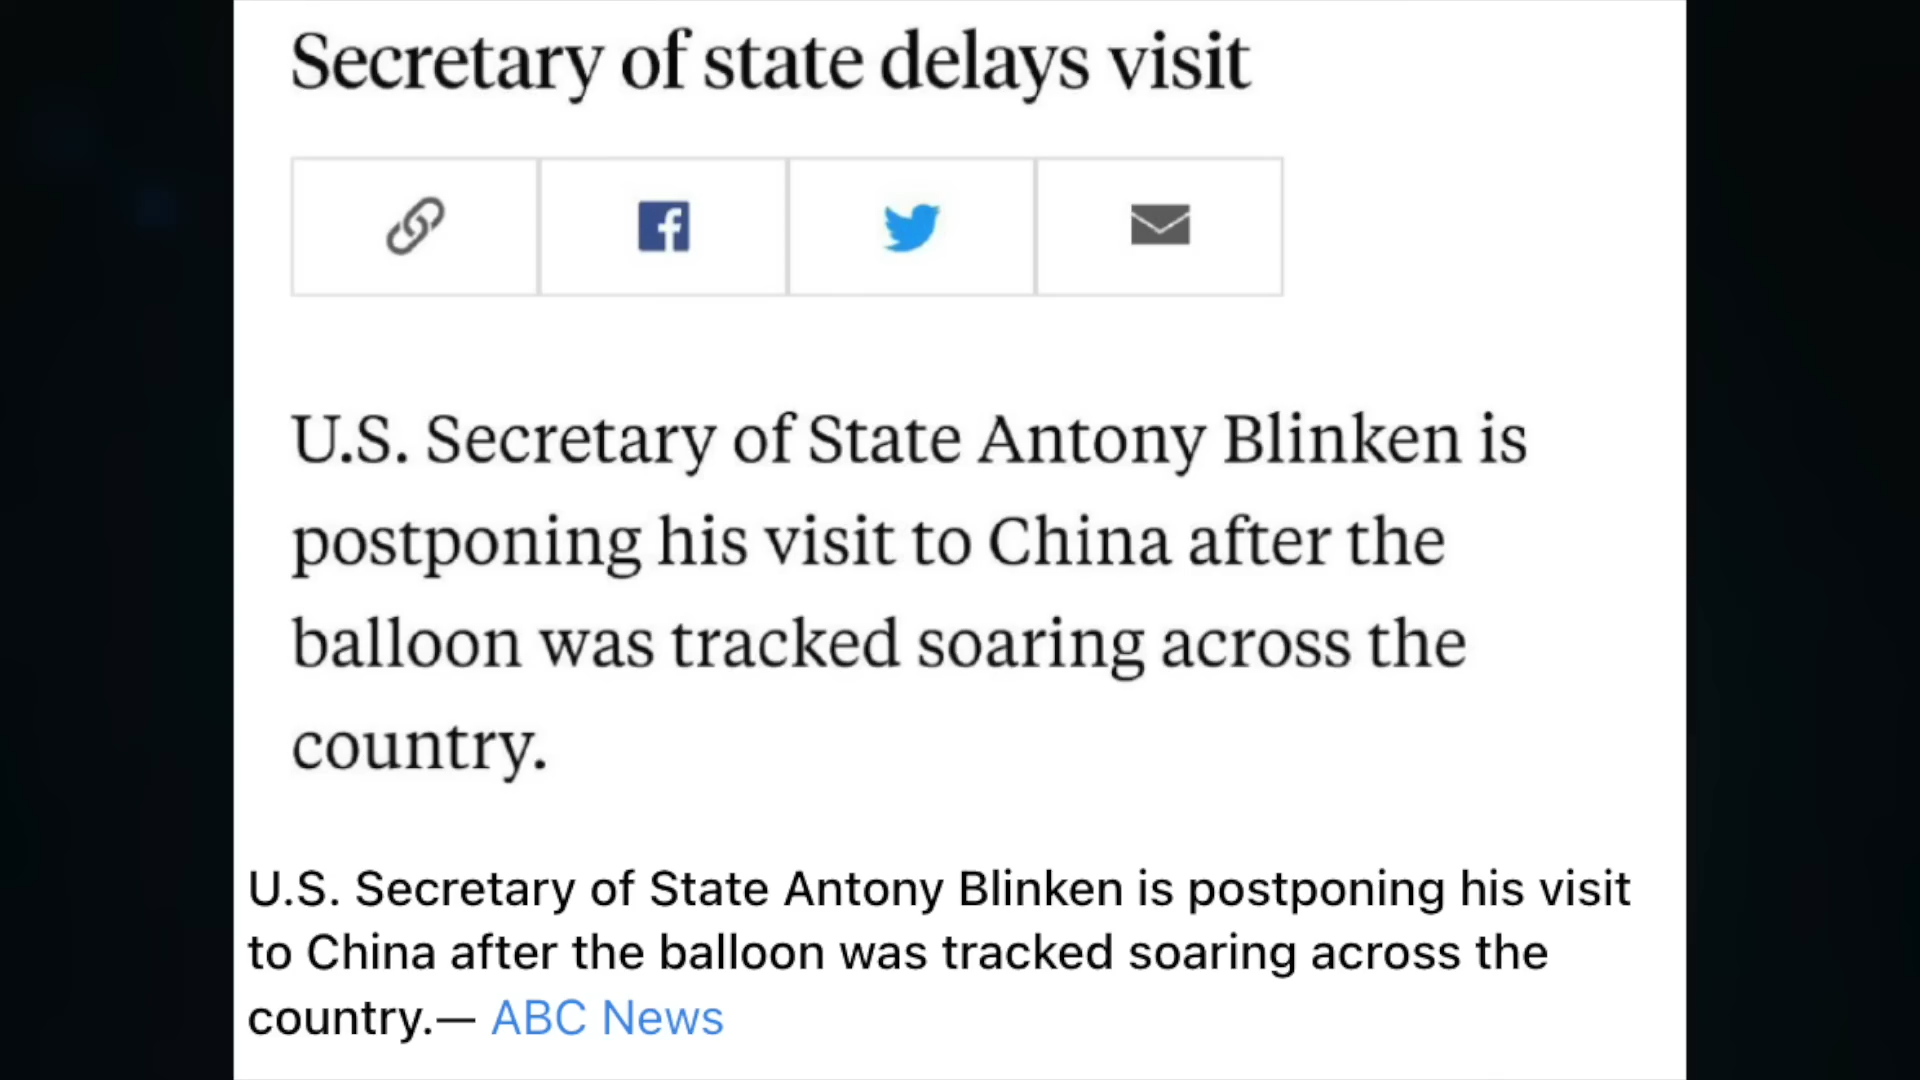 Secretary of state delays visit
U.S. Secretary of State Antony Blinken is
postponing his visit to China after the
balloon was tracked soaring across the
country.
U.S. Secretary of State Antony Blinken is postponing his visit
to China after the balloon was tracked soaring across the
country.— ABC News